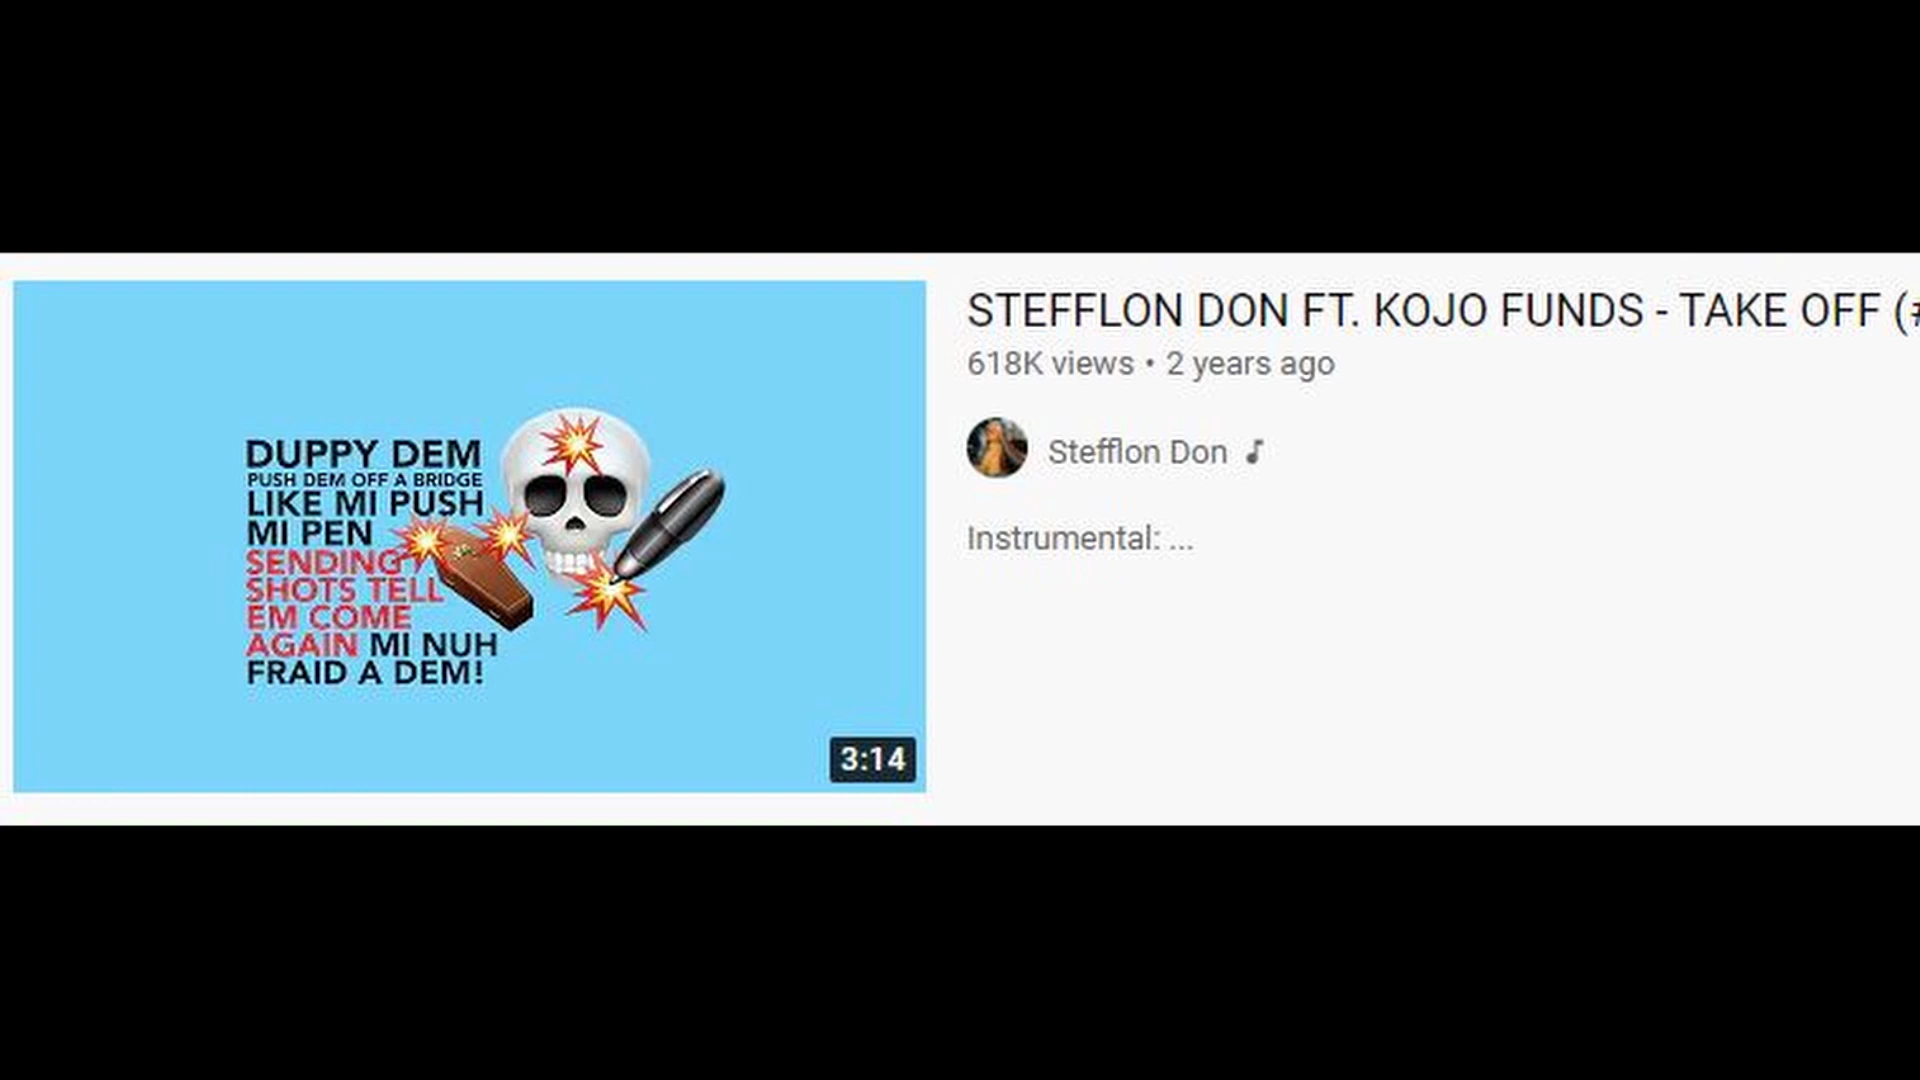 DUPPY DEM
PUSH DEM OFF A BRIDGE
LIKE MI PUSH
MI PEN
SENDING
SHOTS TELL
EM COME
AGAIN MI NUH
FRAID A DEM!
3:14
STEFFLON DON FT. KOJO FUNDS - TAKE OFF (#
618K views • 2 years ago
Stefflon Don ♪
Instrumental: ...